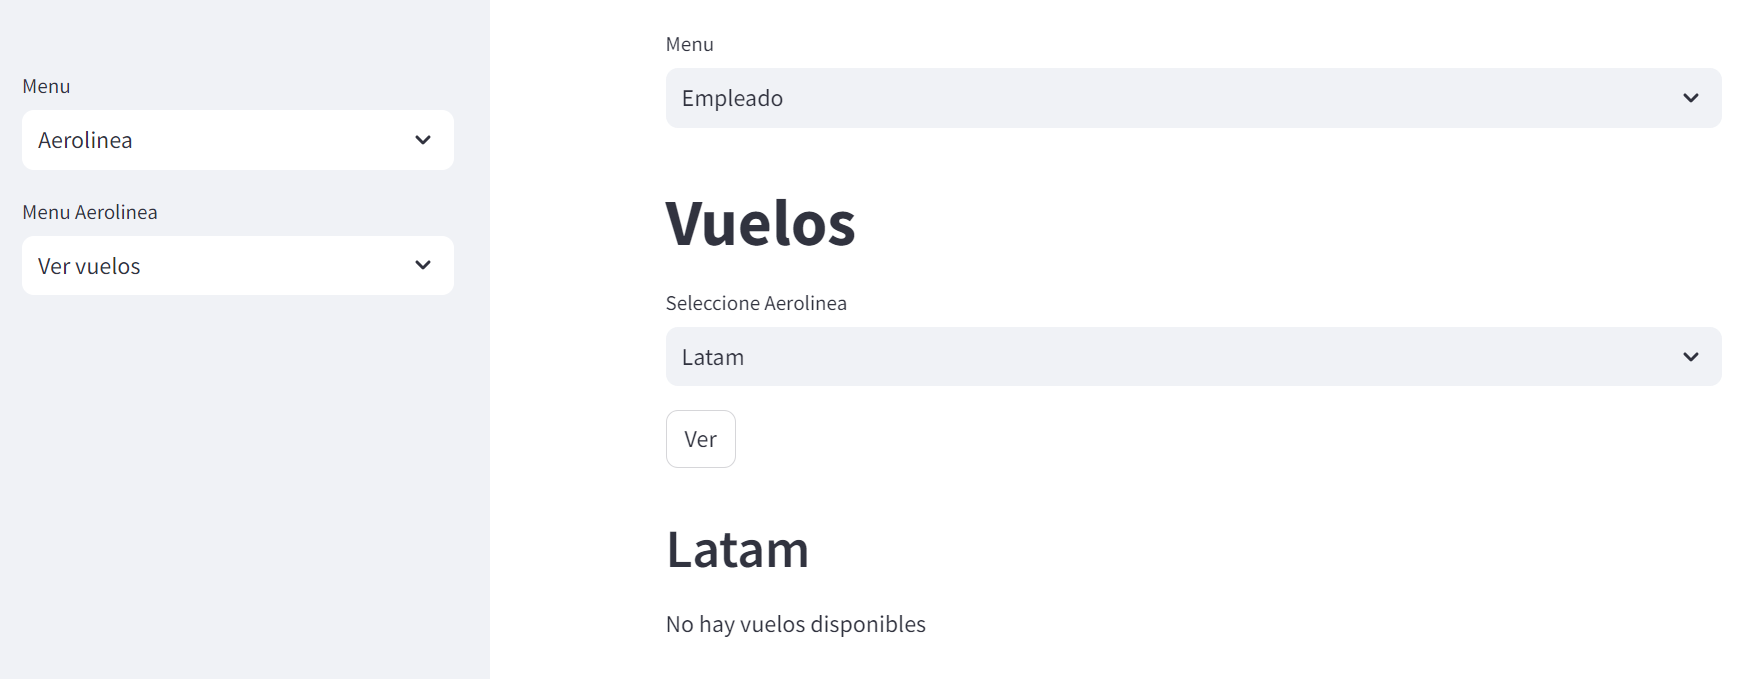 Menu
Aerolinea
Menu Aerolinea
Ver vuelos
Menu
Empleado
Vuelos
Seleccione Aerolinea
Latam
Ver
Latam
No hay vuelos disponibles